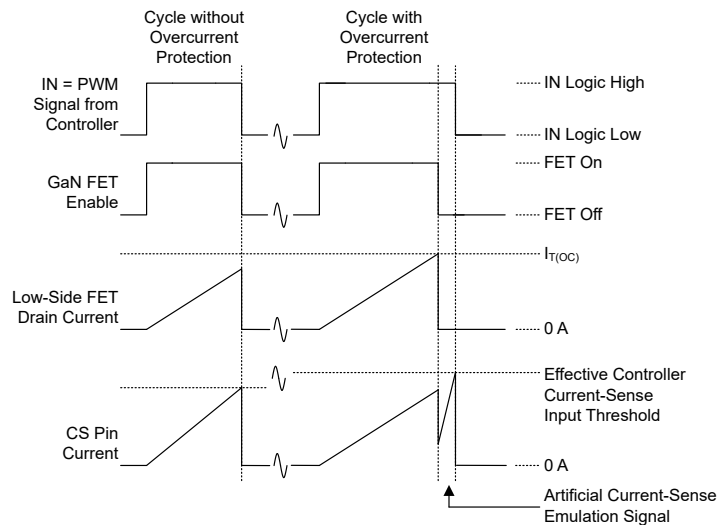 Cycle without
Overcurrent
Protection
Cycle with
Overcurrent
Protection
IN = PWM
Signal from
Controller
IN Logic High
IN Logic Low
GaN FET
Enable
FET On
FET Off
I_T(OC)
Low-Side FET
Drain Current
0 A
Effective Controller
Current-Sense
Input Threshold
CS Pin
Current
0 A
Artificial Current-Sense
Emulation Signal